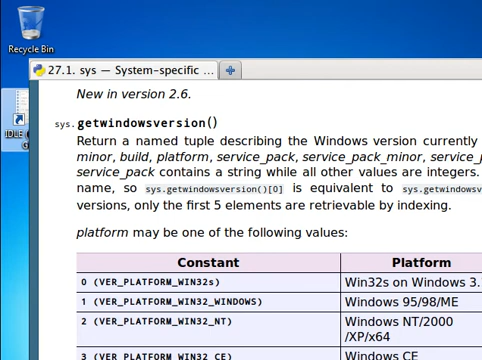 Recycle Bin
27.1. sys — System-specific ...
New in version 2.6.
sys.getwindowsversion()
Return a named tuple describing the Windows version currently
minor, build, platform, service_pack, service_pack_minor, service_p
service_pack contains a string while all other values are integers.
name, so sys.getwindowsversion()[0] is equivalent to sys.getwindowsv
versions, only the first 5 elements are retrievable by indexing.
IDLE (
platform may be one of the following values:
Constant Platform
0 (VER_PLATFORM_WIN32s) Win32s on Windows 3.
1 (VER_PLATFORM_WIN32_WINDOWS) Windows 95/98/ME
2 (VER_PLATFORM_WIN32_NT) Windows NT/2000
/XP/x64
3 (VER_PLATFORM_WIN32_CE) Windows CE